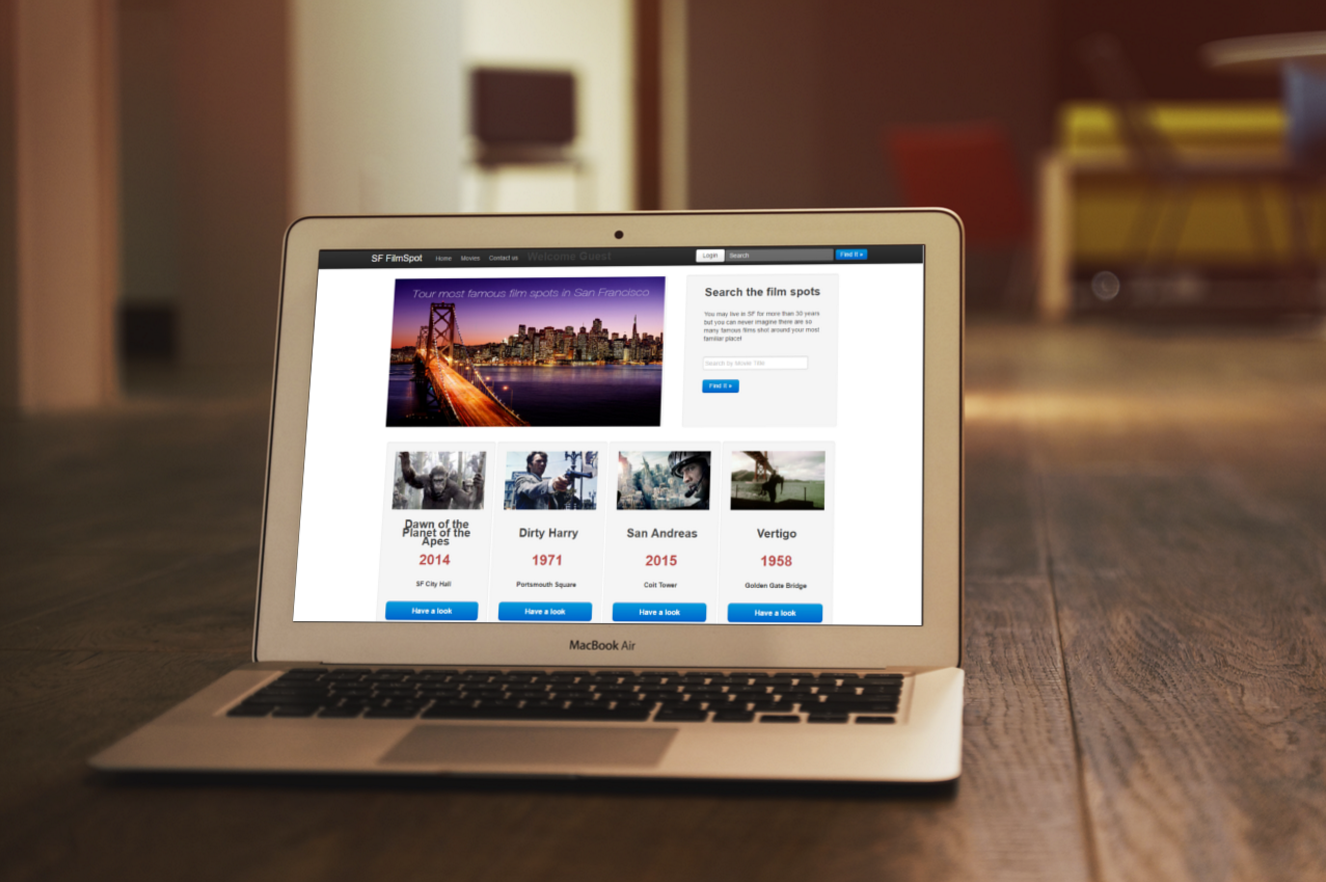 SF FilmSpot Home Movies Contact us Welcome Guest Login Search Find It »
Tour most famous film spots in San Francisco
Search the film spots
You may live in SF for more than 30 years
but you can never imagine there are so
many famous films shot around your most
familiar place!
Search by Movie Title
Find It »
Dawn of the
Planet of the
Apes
2014
SF City Hall
Have a look
Dirty Harry
1971
Portsmouth Square
Have a look
San Andreas
2015
Coit Tower
Have a look
Vertigo
1958
Golden Gate Bridge
Have a look
MacBook Air